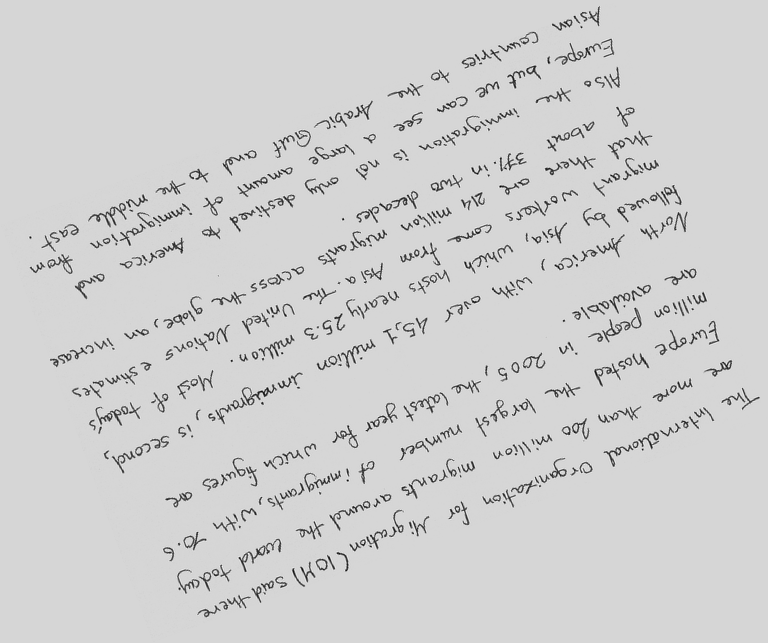 The International Organization for Migration (IOM) said there
are more than 200 million migrants around the world today.
Europe hosted the largest number of immigrants, with 70.6
million people in 2005, the latest year for which figures are
are available.
North America, with over 45,1 million immigrants, is second,
followed by Asia, which hosts nearly 25.3 million. Most of today's
migrant workers come from Asia. The United Nations estimates
that there are 214 million migrants across the globe, an increase
of about 37% in two decades.
Also the immigration is not only destined to America and
Europe, but we can see a large amount of immigration from
Asian countries to the Arabic Gulf and to the middle east.